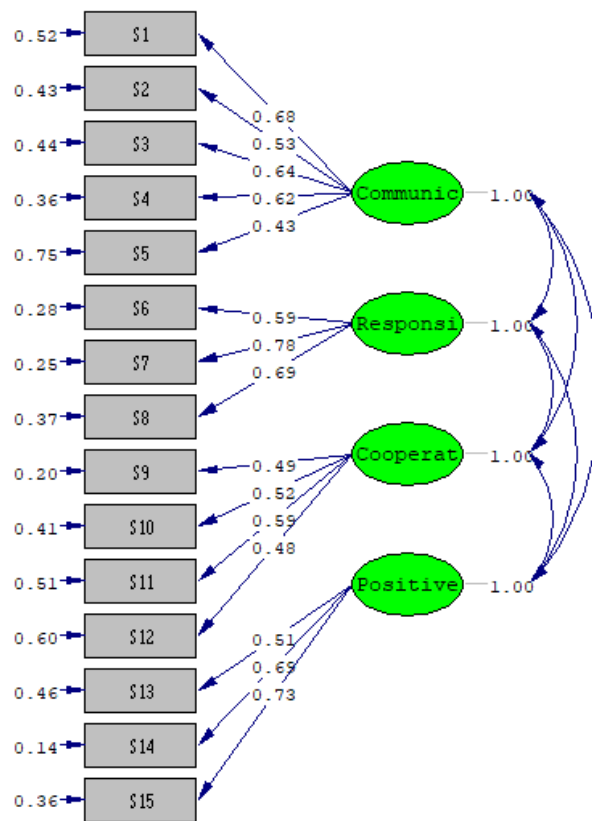 0.52 S1
0.43 S2
0.68
0.53
0.44 S3
0.64
0.36 S4
0.62
Communic 1.00
0.43
0.75 S5
0.28 S6
0.59
Responsi 1.00
0.78
0.25 S7
0.69
0.37 S8
0.20 S9
0.49
Cooperat 1.00
0.52
0.41 S10
0.59
0.48
0.51 S11
0.60 S12
Positive 1.00
0.51
0.46 S13
0.69
0.73
0.14 S14
0.36 S15